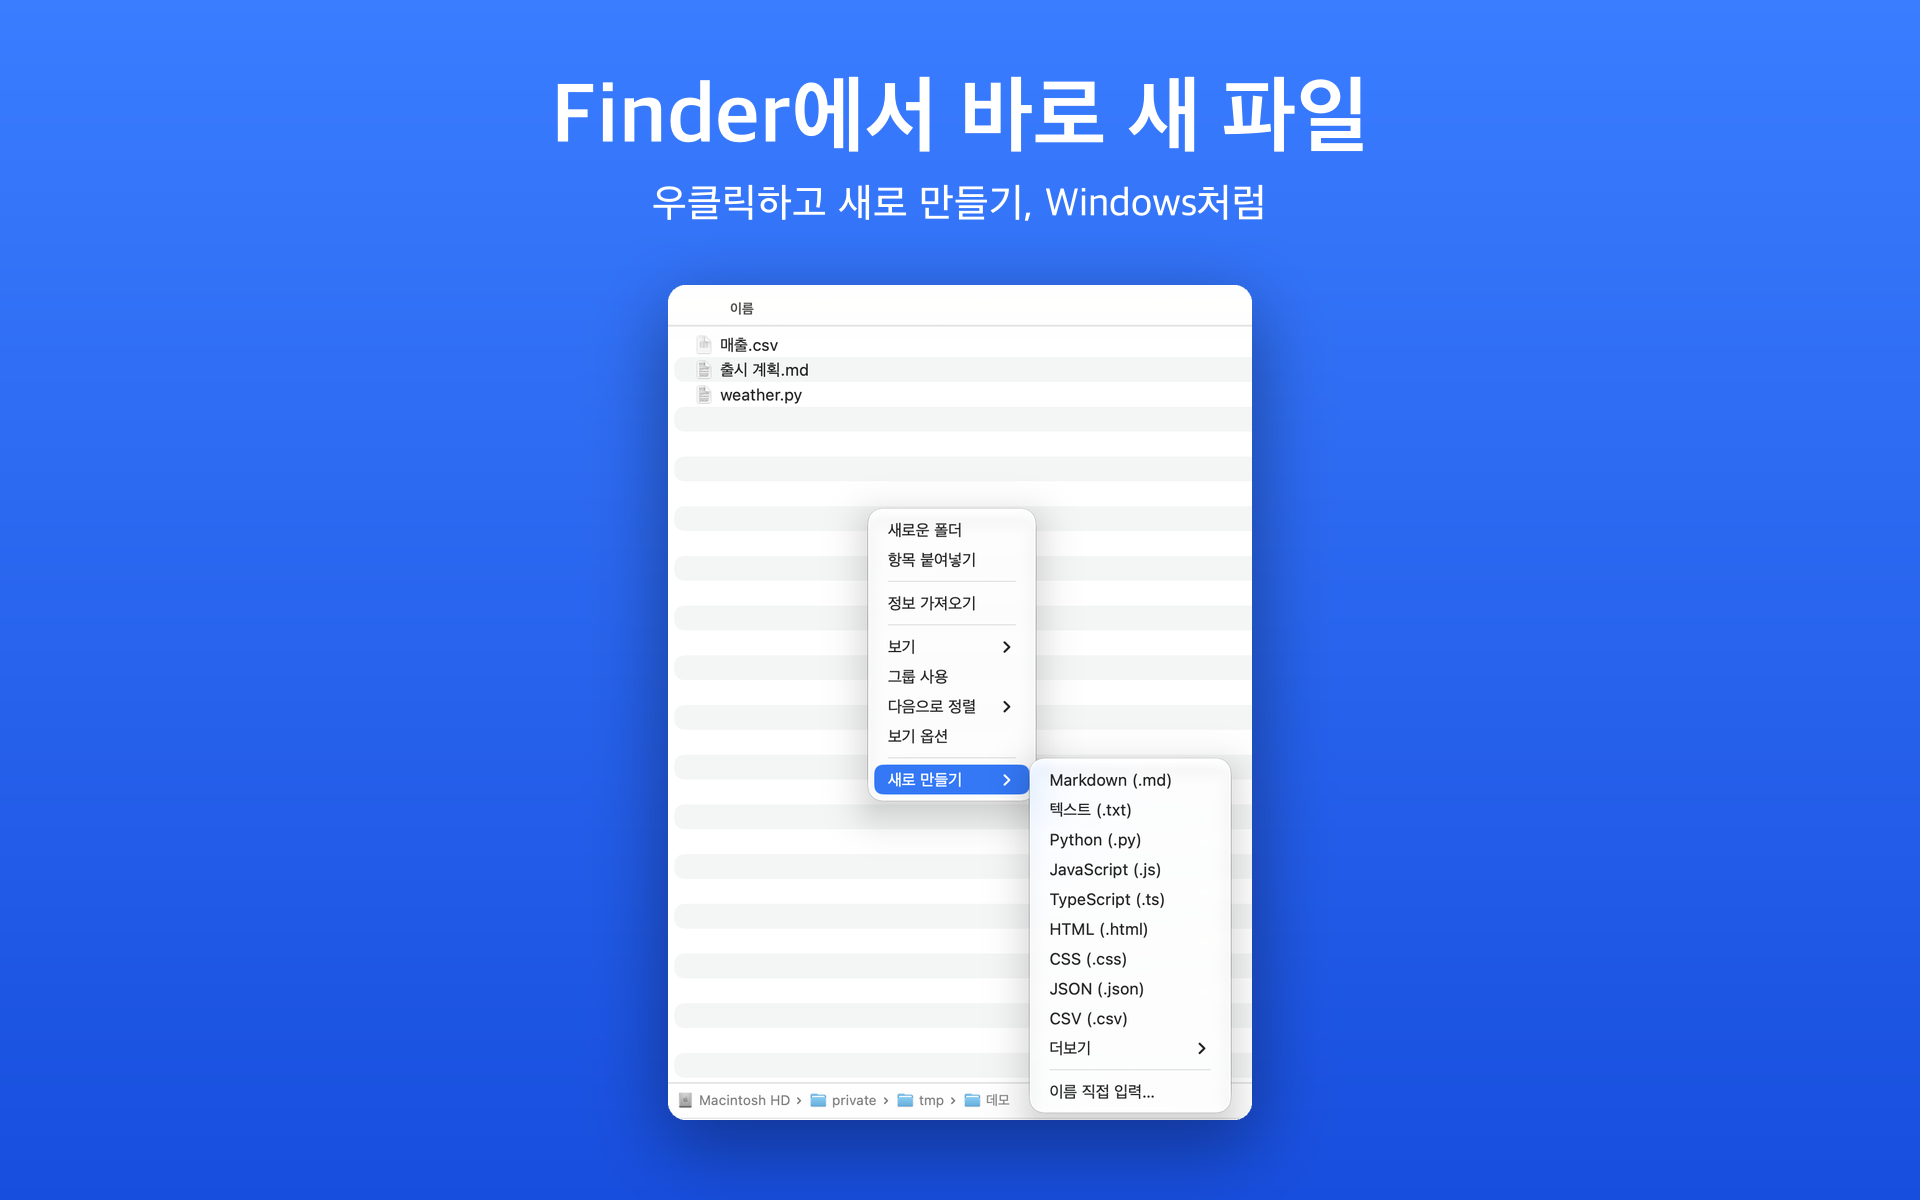 Finder에서 바로 새 파일
우클릭하고 새로 만들기, Windows처럼
이름
매출.csv
출시 계획.md
weather.py
새로운 폴더
항목 붙여넣기
정보 가져오기
보기
그룹 사용
다음으로 정렬
보기 옵션
새로 만들기
Markdown (.md)
텍스트 (.txt)
Python (.py)
JavaScript (.js)
TypeScript (.ts)
HTML (.html)
CSS (.css)
JSON (.json)
CSV (.csv)
더보기
이름 직접 입력...
Macintosh HD › private › tmp › 데모